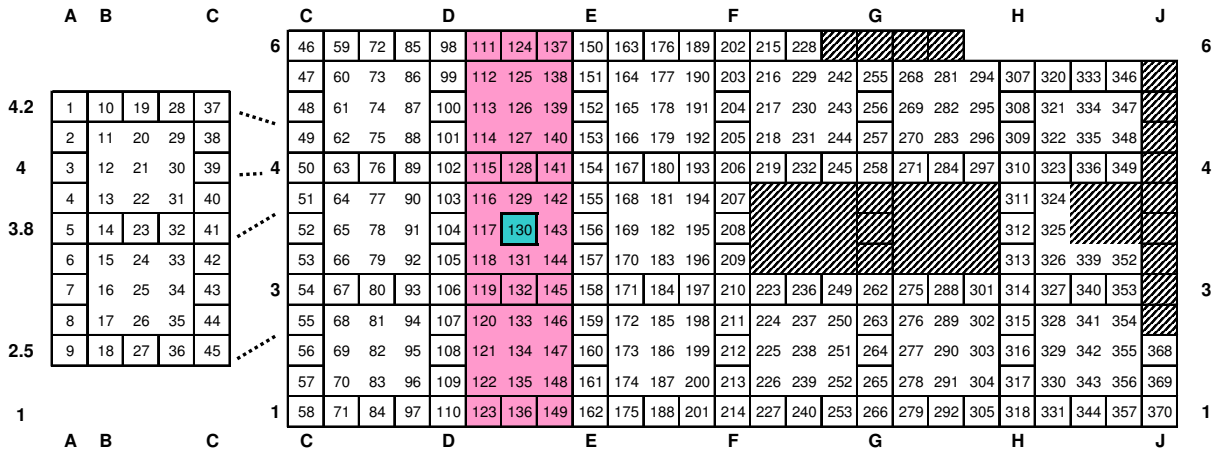 A B C C D E F G H J
6 46 59 72 85 98 111 124 137 150 163 176 189 202 215 228 6
47 60 73 86 99 112 125 138 151 164 177 190 203 216 229 242 255 268 281 294 307 320 333 346
4.2 1 10 19 28 37 48 61 74 87 100 113 126 139 152 165 178 191 204 217 230 243 256 269 282 295 308 321 334 347
2 11 20 29 38 49 62 75 88 101 114 127 140 153 166 179 192 205 218 231 244 257 270 283 296 309 322 335 348
4 3 12 21 30 39 4 50 63 76 89 102 115 128 141 154 167 180 193 206 219 232 245 258 271 284 297 310 323 336 349 4
4 13 22 31 40 51 64 77 90 103 116 129 142 155 168 181 194 207 311 324
3.8 5 14 23 32 41 52 65 78 91 104 117 130 143 156 169 182 195 208 312 325
6 15 24 33 42 53 66 79 92 105 118 131 144 157 170 183 196 209 313 326 339 352
7 16 25 34 43 3 54 67 80 93 106 119 132 145 158 171 184 197 210 223 236 249 262 275 288 301 314 327 340 353 3
8 17 26 35 44 55 68 81 94 107 120 133 146 159 172 185 198 211 224 237 250 263 276 289 302 315 328 341 354
2.5 9 18 27 36 45 56 69 82 95 108 121 134 147 160 173 186 199 212 225 238 251 264 277 290 303 316 329 342 355 368
57 70 83 96 109 122 135 148 161 174 187 200 213 226 239 252 265 278 291 304 317 330 343 356 369
1 1 58 71 84 97 110 123 136 149 162 175 188 201 214 227 240 253 266 279 292 305 318 331 344 357 370 1
A B C C D E F G H J